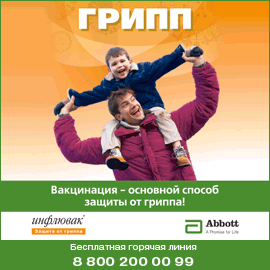 ГРИПП
Вакцинация – основной способ
защиты от гриппа!
инфлювак®
Защита от гриппа
Abbott
A Promise for Life
Бесплатная горячая линия
8 800 200 00 99